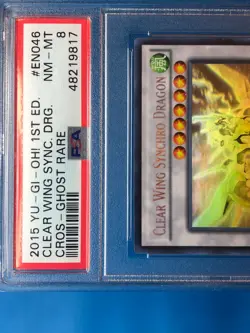 2015 YU-GI-OH! 1ST ED. #EN046
CLEAR WING SYNC. DRG. NM-MT 8
CROS-GHOST RARE 48219817
PSA
CLEAR WING SYNCHRO DRAGON